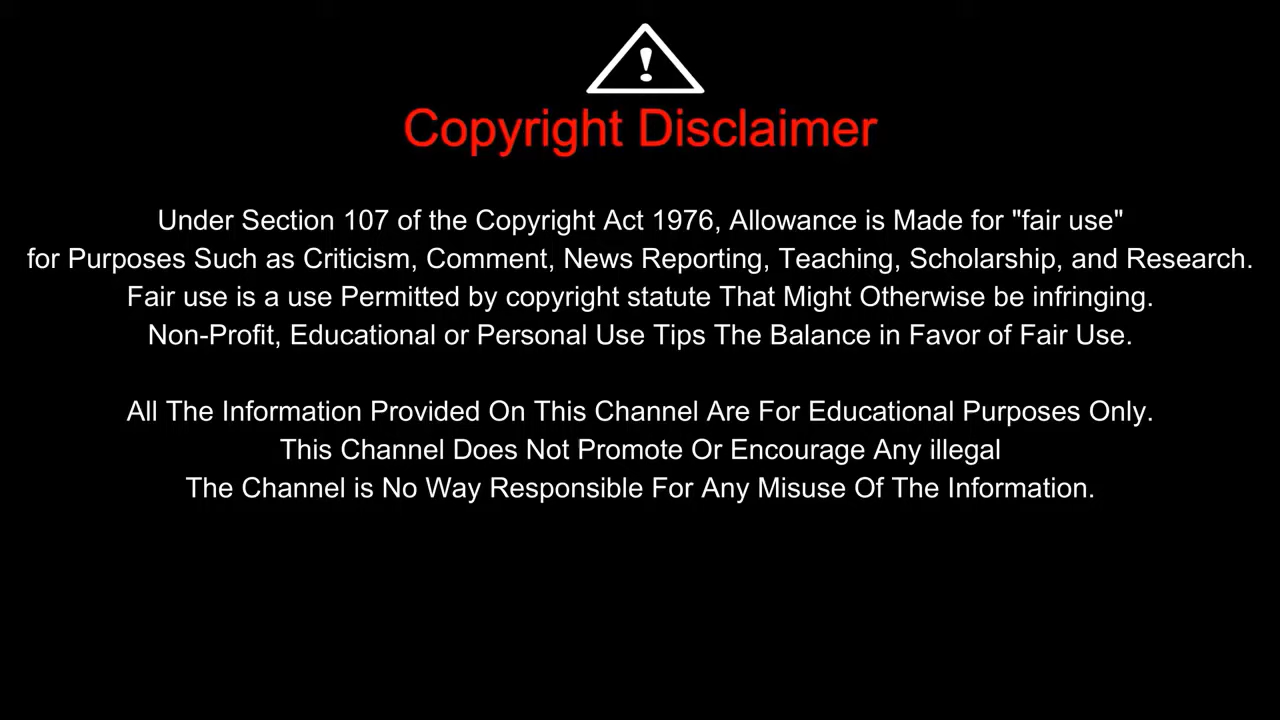 Copyright Disclaimer
Under Section 107 of the Copyright Act 1976, Allowance is Made for "fair use"
for Purposes Such as Criticism, Comment, News Reporting, Teaching, Scholarship, and Research.
Fair use is a use Permitted by copyright statute That Might Otherwise be infringing.
Non-Profit, Educational or Personal Use Tips The Balance in Favor of Fair Use.
All The Information Provided On This Channel Are For Educational Purposes Only.
This Channel Does Not Promote Or Encourage Any illegal
The Channel is No Way Responsible For Any Misuse Of The Information.